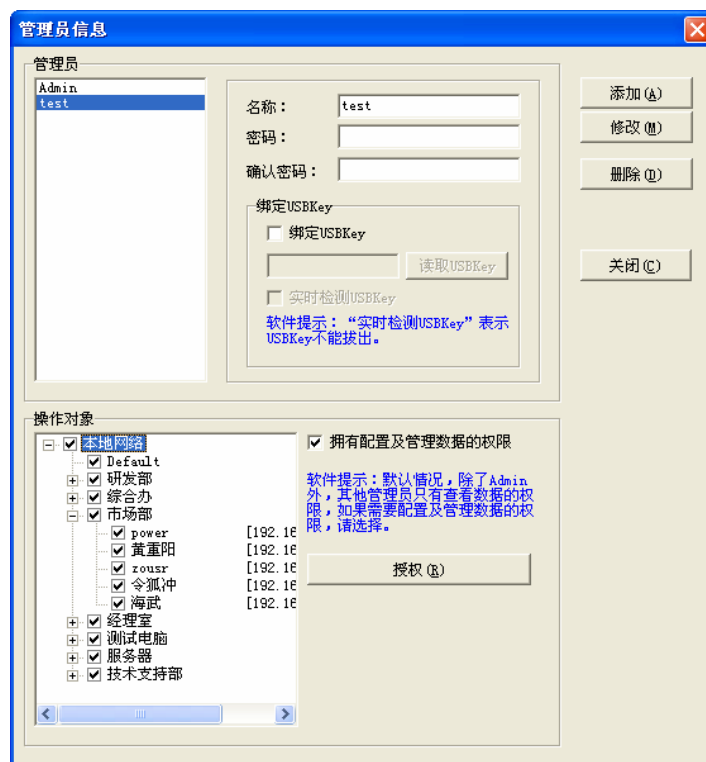 管理员信息
管理员
Admin
test
名称：
test
密码：
确认密码：
绑定USBKey
绑定USBKey
读取USBKey
实时检测USBKey
软件提示：“实时检测USBKey”表示
USBKey不能拔出。
添加(A)
修改(M)
删除(D)
关闭(C)
操作对象
本地网络
Default
研发部
综合办
市场部
power [192.16
黄重阳 [192.16
zousr [192.16
令狐冲 [192.16
海武 [192.16
经理室
测试电脑
服务器
技术支持部
拥有配置及管理数据的权限
软件提示：默认情况，除了Admin
外，其他管理员只有查看数据的权
限，如果需要配置及管理数据的权
限，请选择。
授权(R)